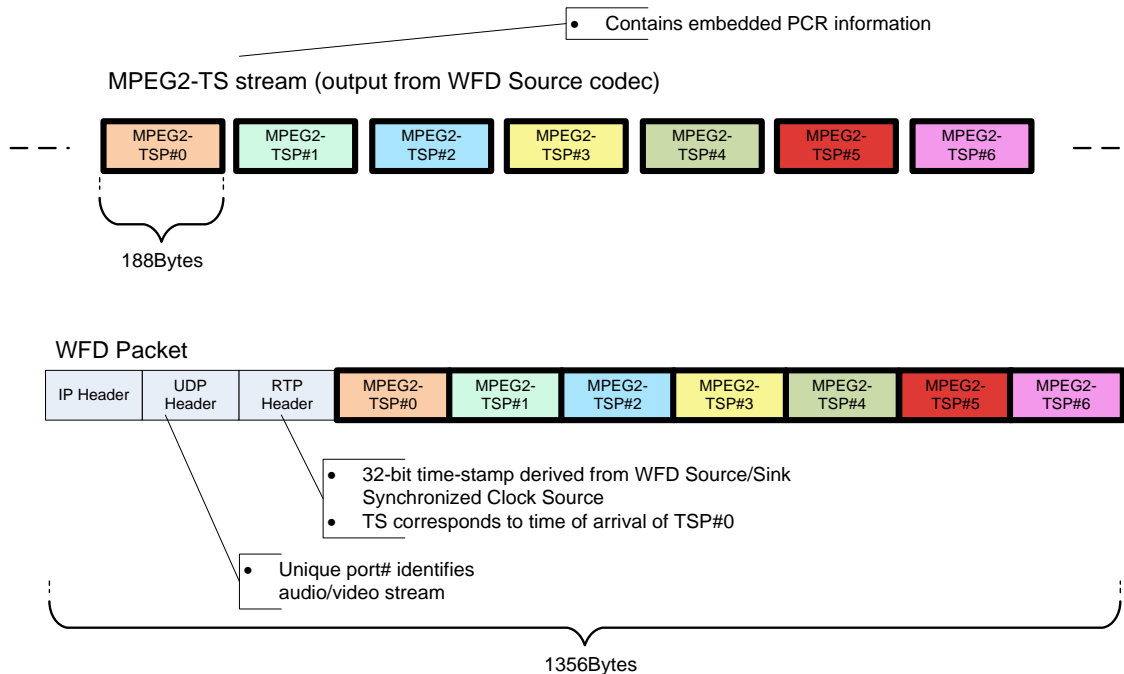 • Contains embedded PCR information
MPEG2-TS stream (output from WFD Source codec)
MPEG2-
TSP#0
MPEG2-
TSP#1
MPEG2-
TSP#2
MPEG2-
TSP#3
MPEG2-
TSP#4
MPEG2-
TSP#5
MPEG2-
TSP#6
188Bytes
WFD Packet
IP Header
UDP
Header
RTP
Header
MPEG2-
TSP#0
MPEG2-
TSP#1
MPEG2-
TSP#2
MPEG2-
TSP#3
MPEG2-
TSP#4
MPEG2-
TSP#5
MPEG2-
TSP#6
• 32-bit time-stamp derived from WFD Source/Sink
Synchronized Clock Source
• TS corresponds to time of arrival of TSP#0
• Unique port# identifies
audio/video stream
1356Bytes